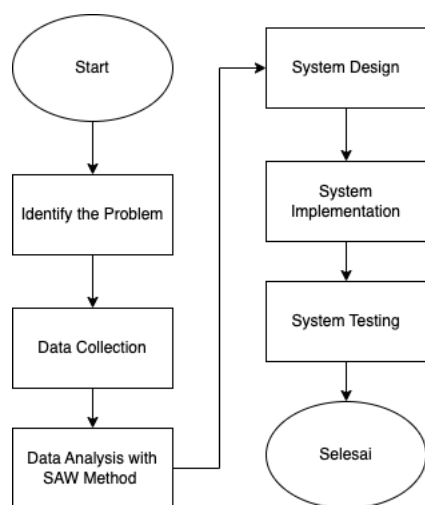 Start
Identify the Problem
Data Collection
Data Analysis with
SAW Method
System Design
System
Implementation
System Testing
Selesai